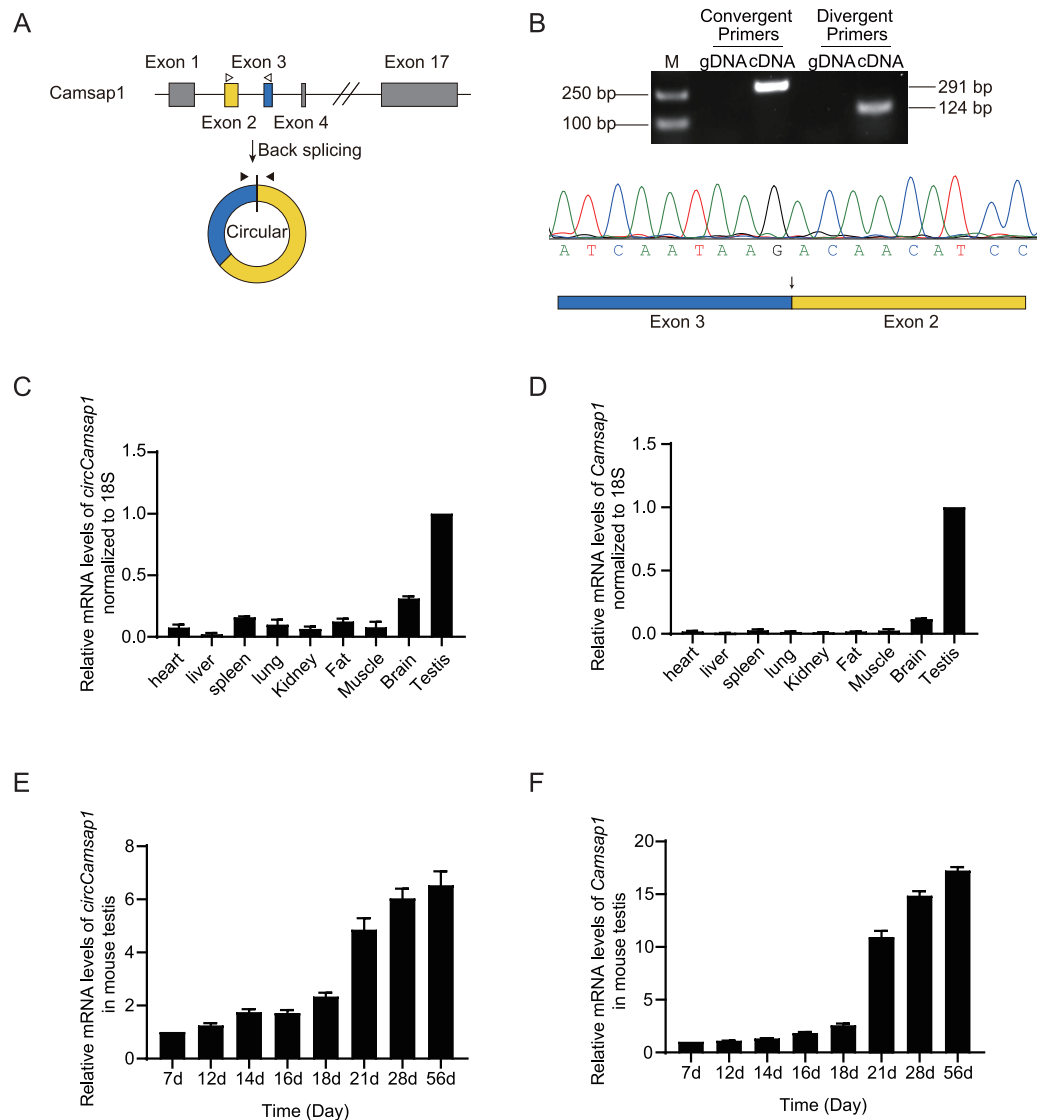 A
Exon 1
Exon 3
Exon 17
Camsap1
Exon 2
Exon 4
Back splicing
Circular
B
Convergent
Primers
Divergent
Primers
M
gDNA
cDNA
gDNA
cDNA
250 bp
100 bp
291 bp
124 bp
A T C A A T A A G A C A A C A T C C
Exon 3
Exon 2
C
Relative mRNA levels of circCamsap1
normalized to 18S
1.5
1.0
0.5
0.0
heart
liver
spleen
lung
Kidney
Fat
Muscle
Brain
Testis
D
Relative mRNA levels of Camsap1
normalized to 18S
1.5
1.0
0.5
0.0
heart
liver
spleen
lung
Kidney
Fat
Muscle
Brain
Testis
E
Relative mRNA levels of circCamsap1
in mouse testis
8
6
4
2
0
7d 12d 14d 16d 18d 21d 28d 56d
Time (Day)
F
Relative mRNA levels of Camsap1
in mouse testis
20
15
10
5
0
7d 12d 14d 16d 18d 21d 28d 56d
Time (Day)